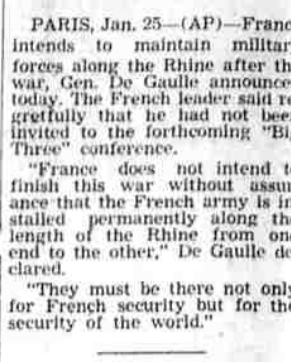 PARIS, Jan. 25—(AP)—Franc
intends to maintain militar
forces along the Rhine after th
war, Gen. De Gaulle announce
today. The French leader said re
gretfully that he had not bee
invited to the forthcoming "Bi
Three" conference.
"France does not intend t
finish this war without assur
ance that the French army is in
stalled permanently along th
length of the Rhine from one
end to the other," De Gaulle de
clared.
"They must be there not only
for French security but for the
security of the world."